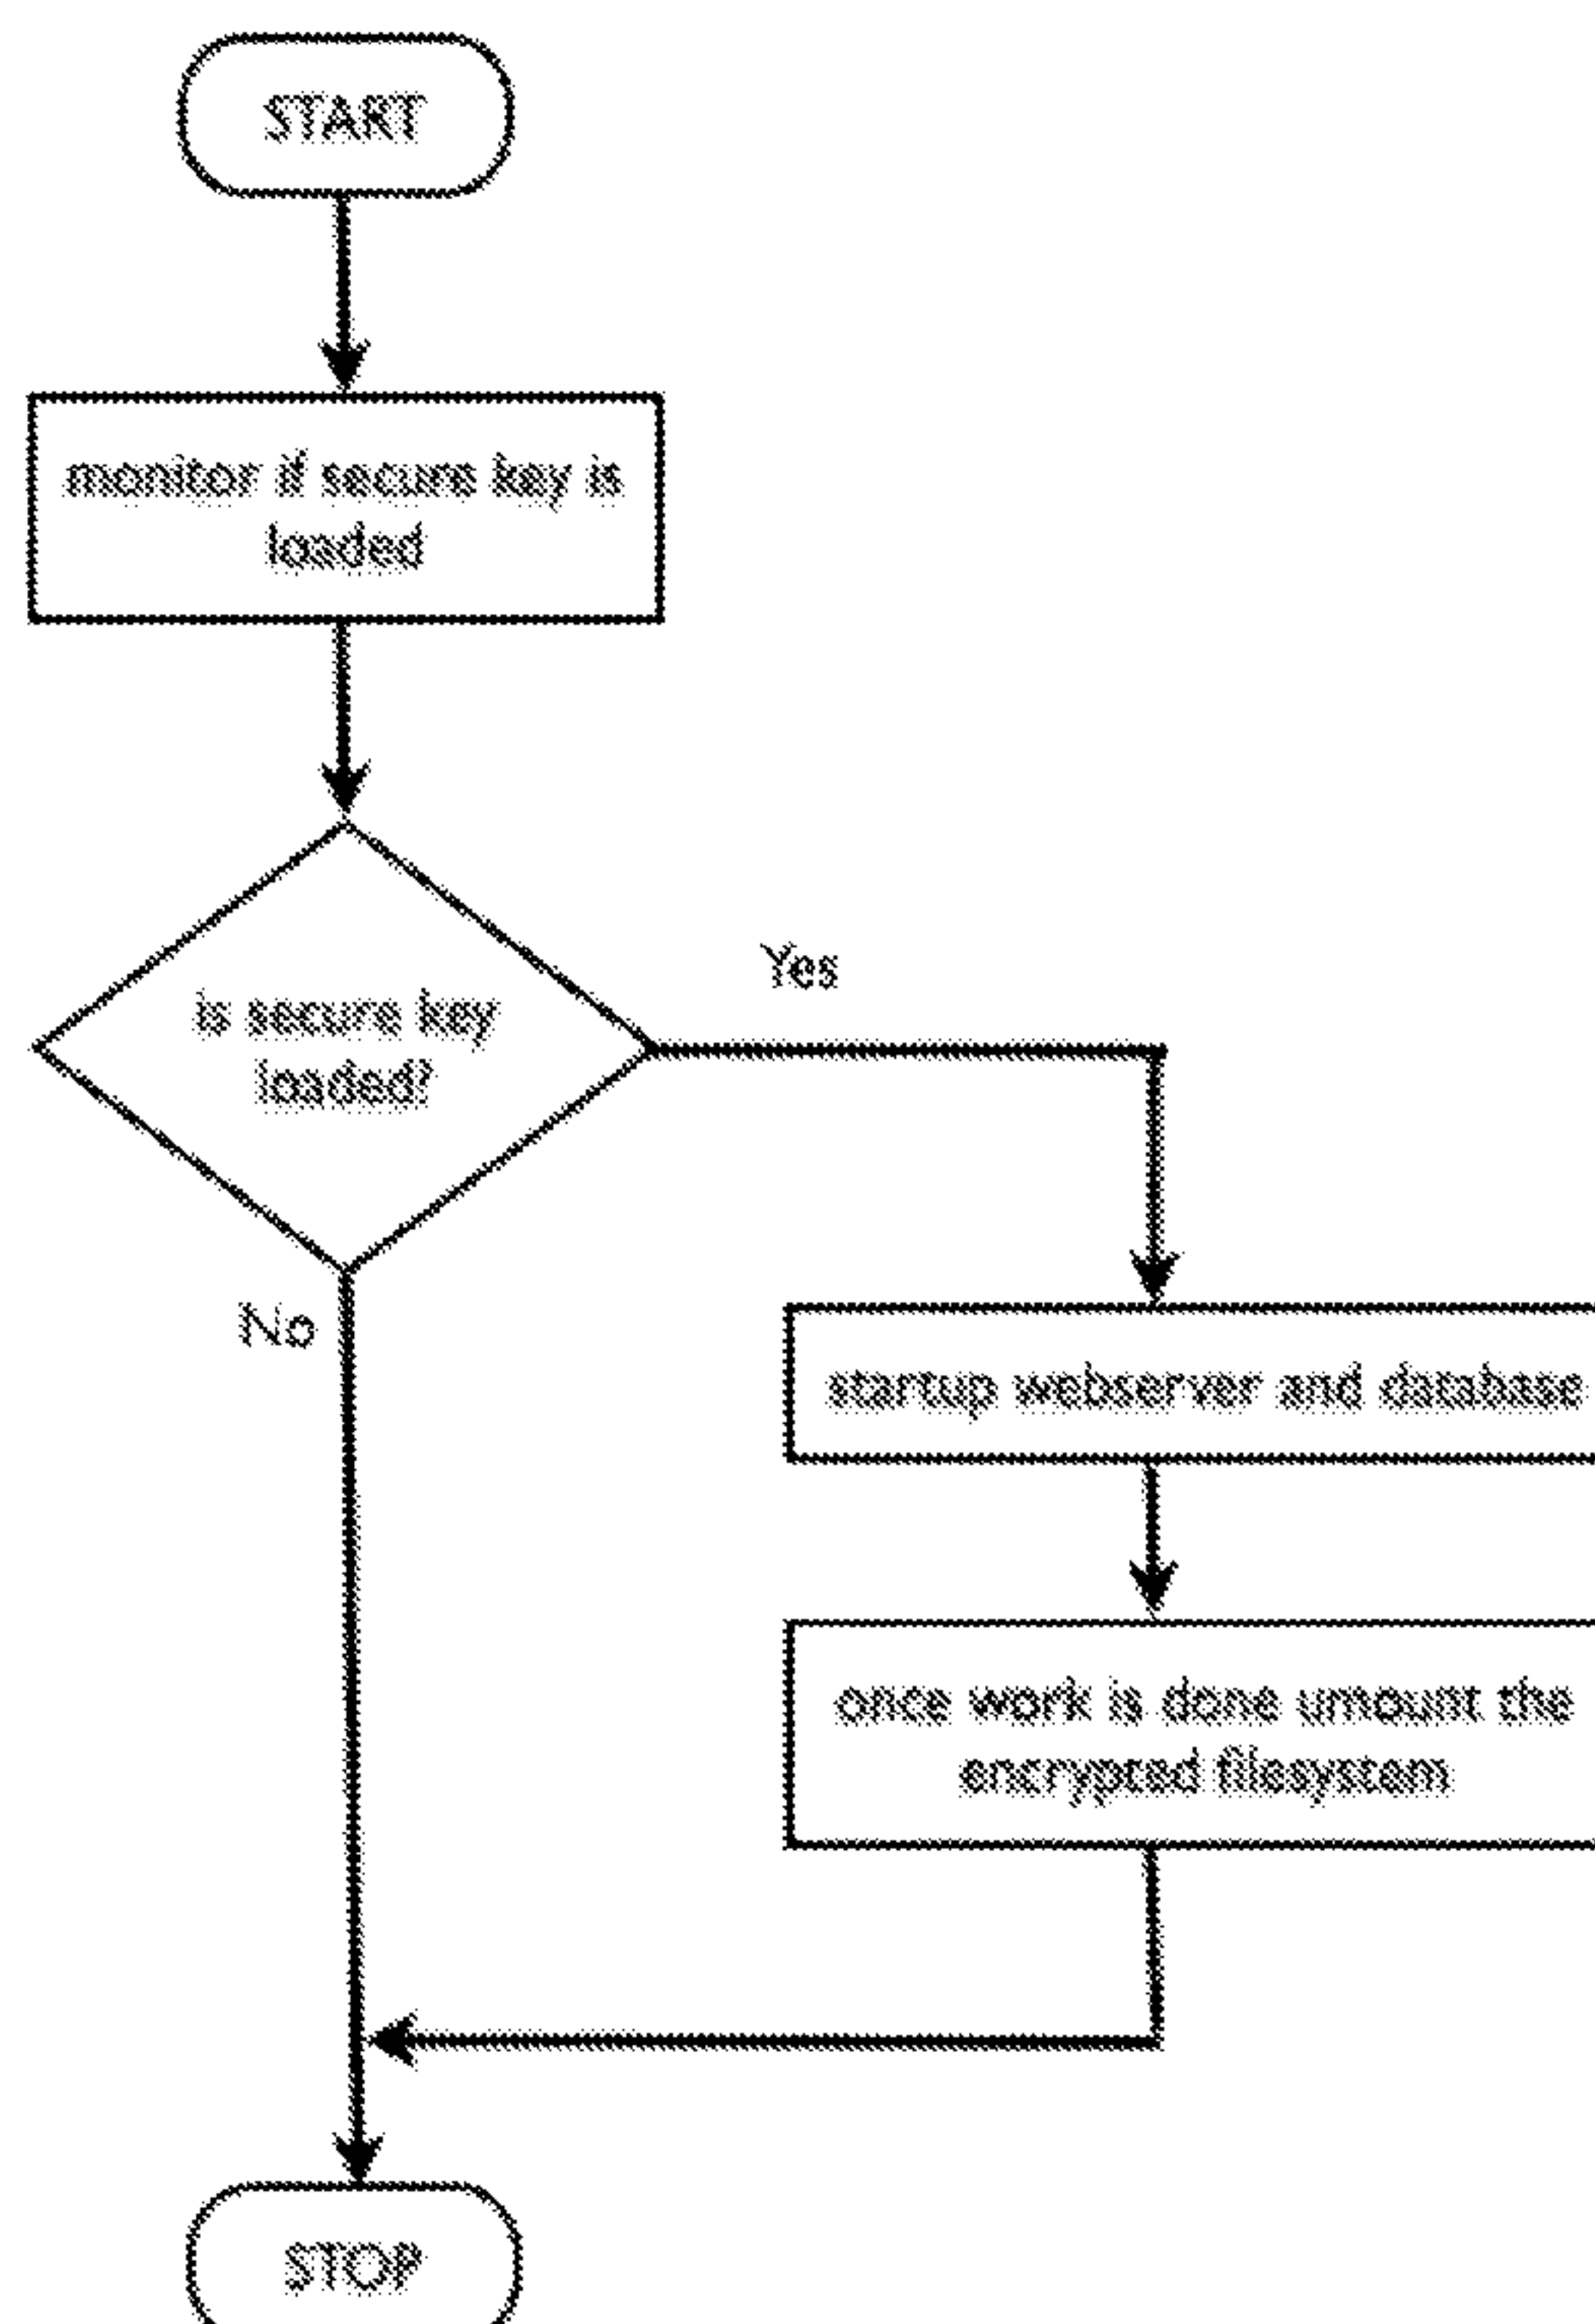 START
monitor if secure key is
loaded
is secure key
loaded?
Yes
No
startup webserver and database
once work is done umount the
encrypted filesystem
STOP